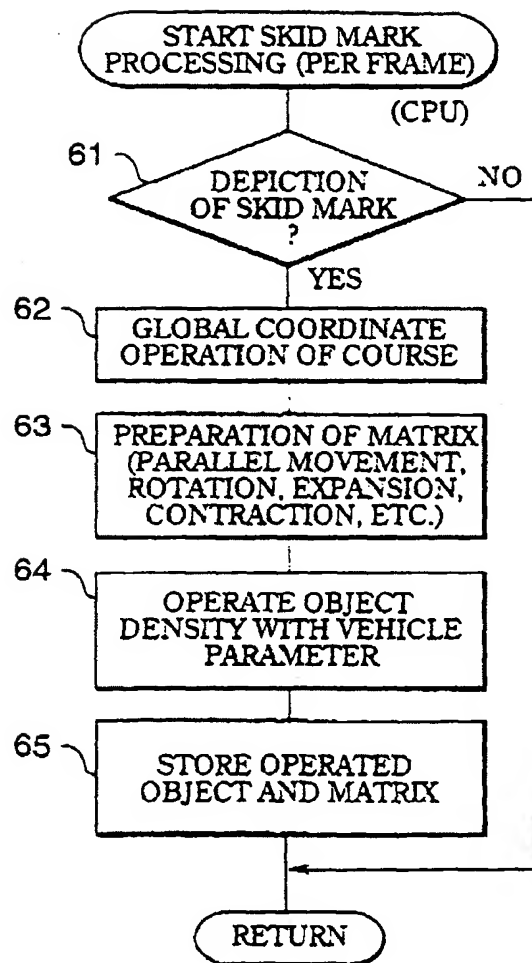 START SKID MARK
PROCESSING (PER FRAME)
(CPU)
61
DEPICTION
OF SKID MARK
?
NO
YES
62
GLOBAL COORDINATE
OPERATION OF COURSE
63
PREPARATION OF MATRIX
(PARALLEL MOVEMENT,
ROTATION, EXPANSION,
CONTRACTION, ETC.)
64
OPERATE OBJECT
DENSITY WITH VEHICLE
PARAMETER
65
STORE OPERATED
OBJECT AND MATRIX
RETURN